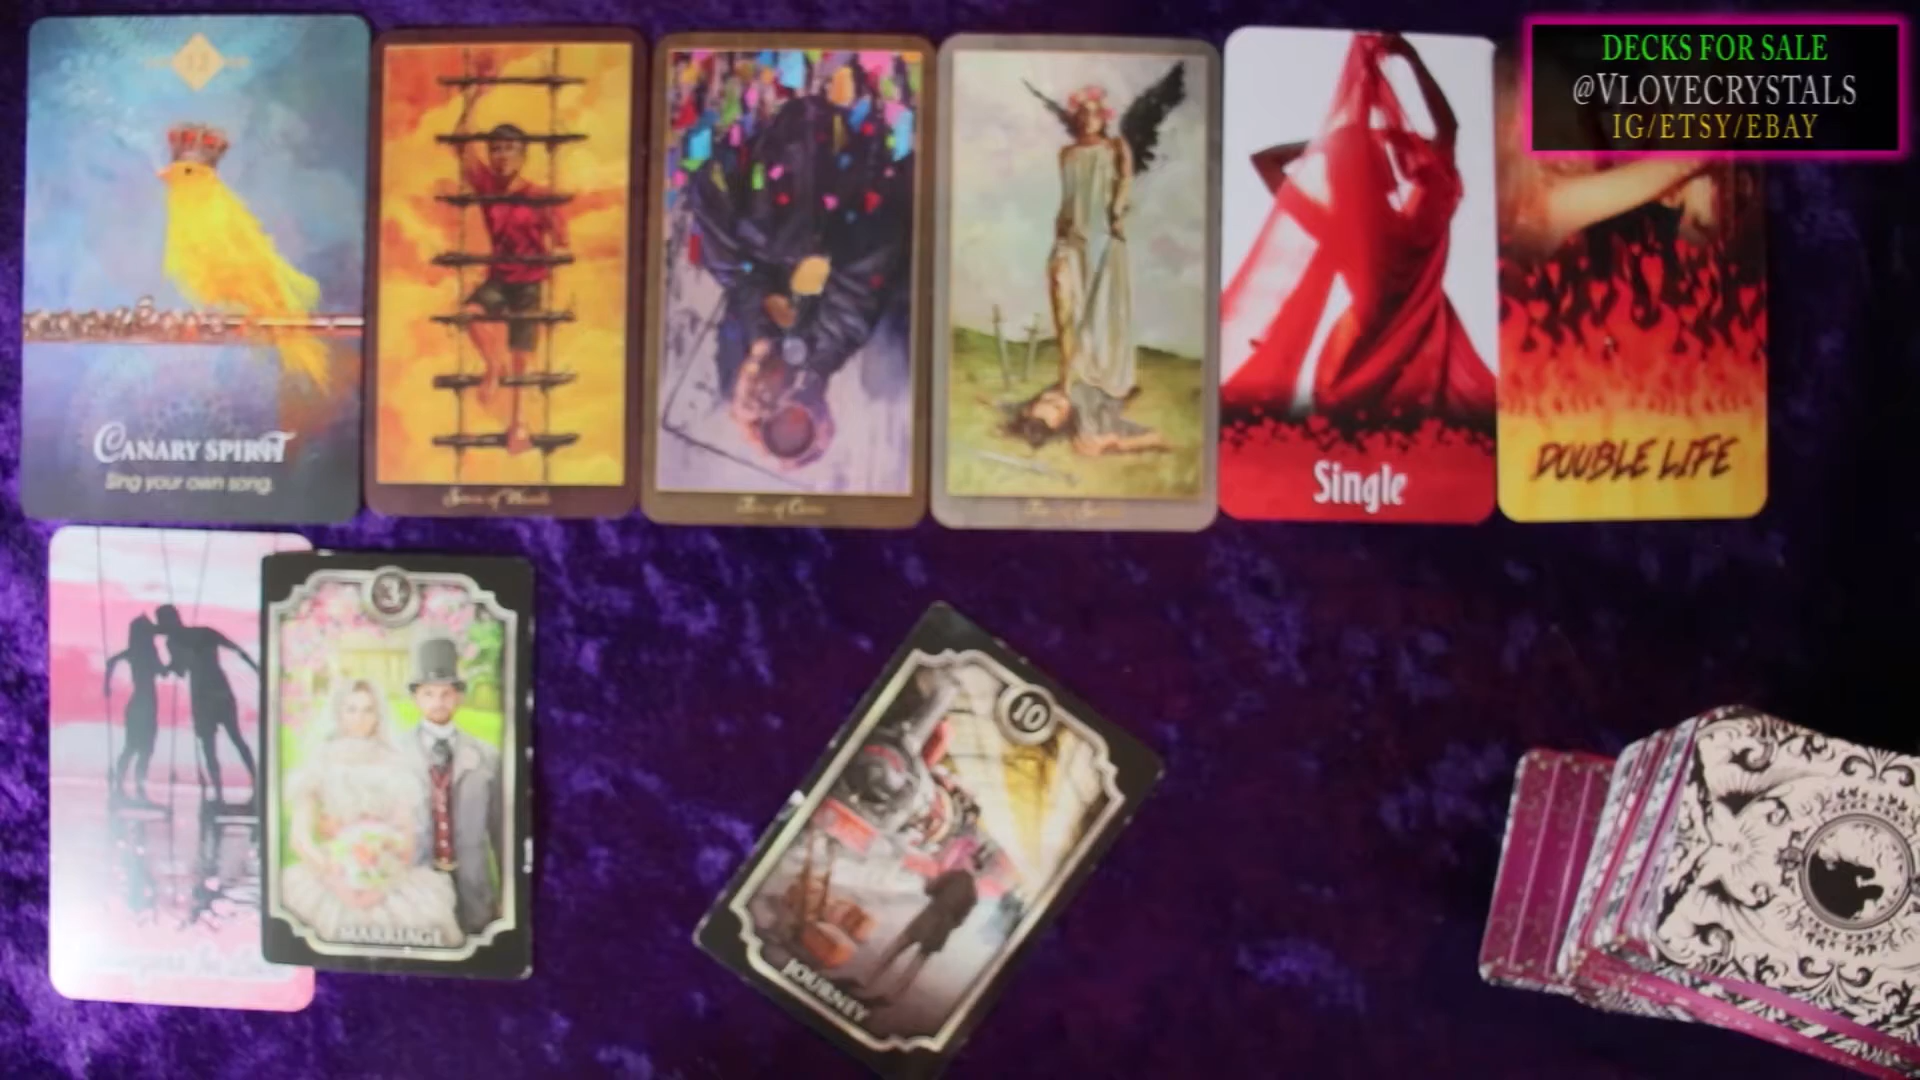 DECKS FOR SALE
@VLOVECRYSTALS
IG/ETSY/EBAY
12
CANARY SPIRIT
Sing your own song.
Single
DOUBLE LIFE
3
MARRIAGE
10
JOURNEY